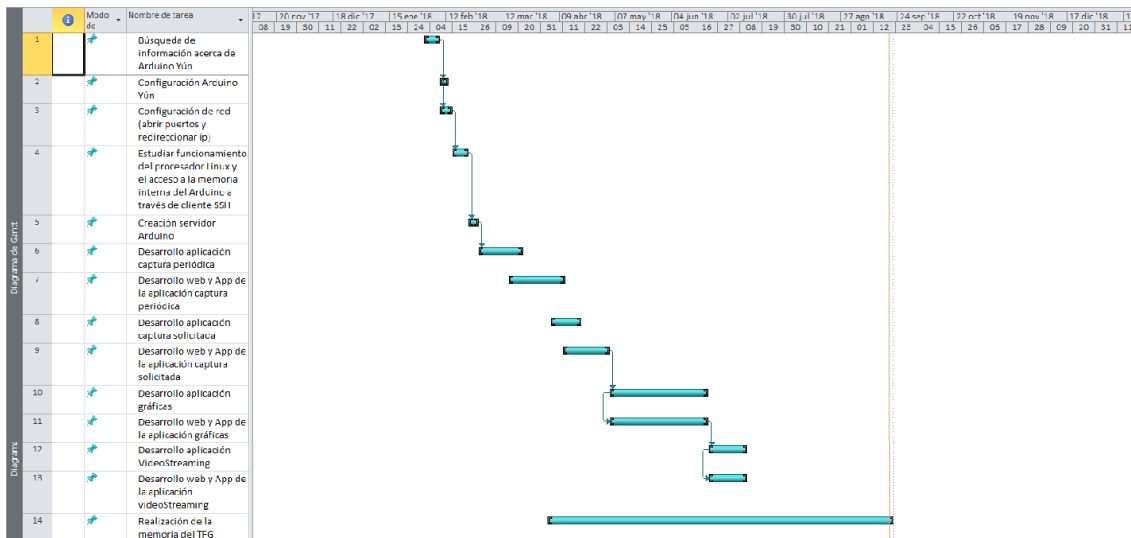 Modo de
Nombre de tarea
17 20 nov '17 18 dic '17 15 ene '18 12 feb '18 12 mar '18 09 abr '18 07 may '18 04 jun '18 02 jul '18 30 jul '18 27 ago '18 24 sep '18 22 oct '18 19 nov '18 17 dic '18 1
08 19 30 11 22 02 13 24 04 15 26 09 20 31 11 22 03 14 25 05 16 27 08 19 30 10 21 01 12 23 04 15 26 07 18 29 09 20 31 11
1
Búsqueda de
información acerca de
Arduino Yún
2
Configuración Arduino
Yún
3
Configuración de red
(abrir puertos y
redireccionar ip)
4
Estudiar funcionamiento
del procesador Linux y
el acceso a la memoria
interna del Arduino a
través de cliente SSH
5
Creación servidor
Arduino
6
Desarrollo aplicación
captura periódica
7
Desarrollo web y App de
la aplicación captura
periódica
8
Desarrollo aplicación
captura solicitada
9
Desarrollo web y App de
la aplicación captura
solicitada
10
Desarrollo aplicación
gráficas
11
Desarrollo web y App de
la aplicación gráficas
12
Desarrollo aplicación
VideoStreaming
13
Desarrollo web y App de
la aplicación
videoStreaming
14
Realización de la
memoria del TFG
Diagrama de Gantt
Diagrama